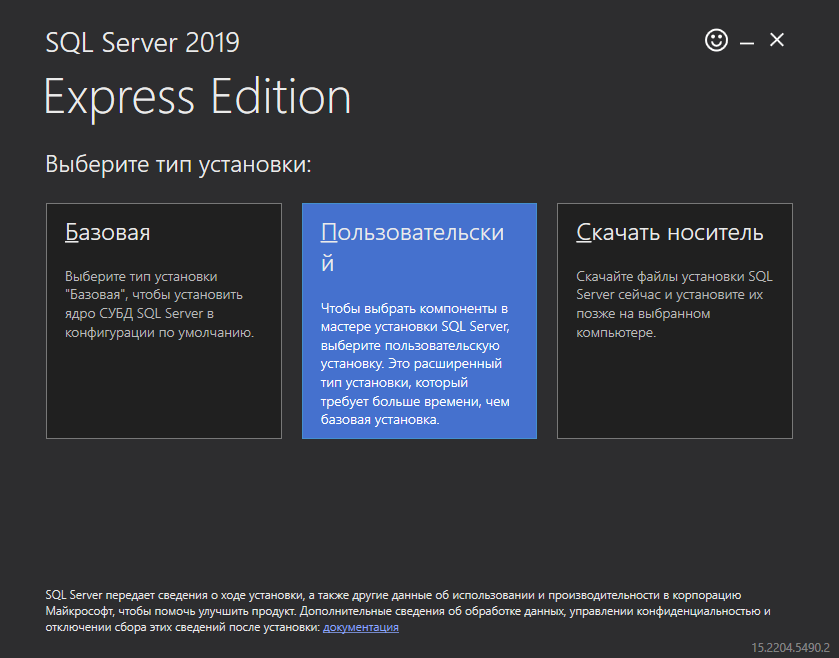 SQL Server 2019
Express Edition
Выберите тип установки:
Базовая
Выберите тип установки
"Базовая", чтобы установить
ядро СУБД SQL Server в
конфигурации по умолчанию.
Пользовательски
й
Чтобы выбрать компоненты в
мастере установки SQL Server,
выберите пользовательскую
установку. Это расширенный
тип установки, который
требует больше времени, чем
базовая установка.
Скачать носитель
Скачайте файлы установки SQL
Server сейчас и установите их
позже на выбранном
компьютере.
SQL Server передает сведения о ходе установки, а также другие данные об использовании и производительности в корпорацию
Майкрософт, чтобы помочь улучшить продукт. Дополнительные сведения об обработке данных, управлении конфиденциальностью и
отключении сбора этих сведений после установки: документация
15.2204.5490.2